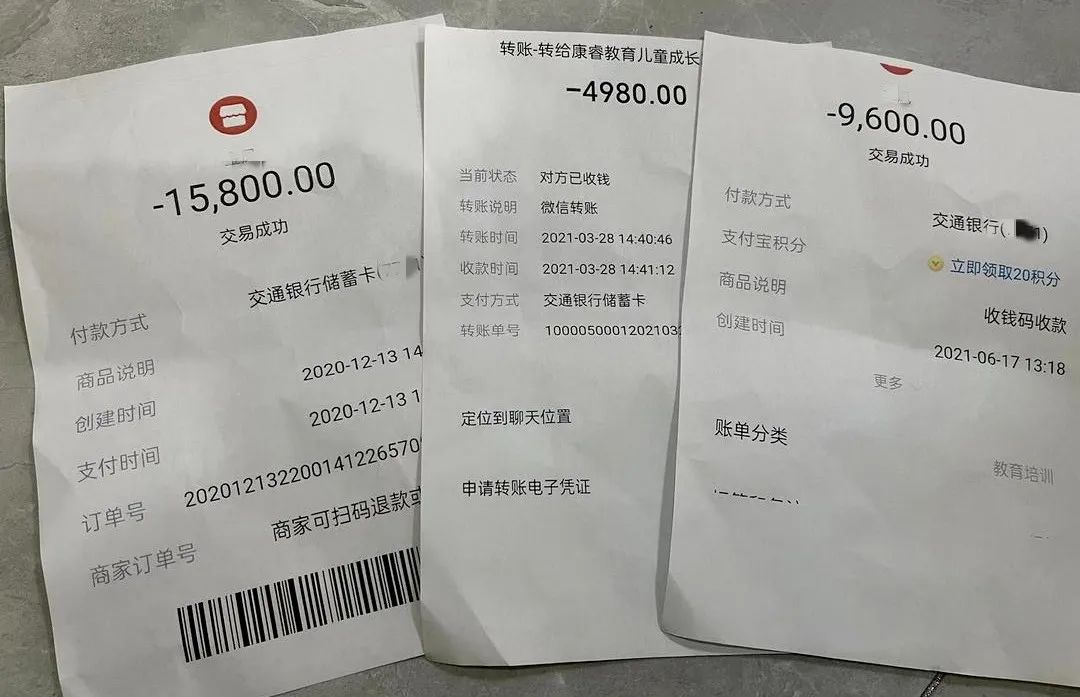 -15,800.00
交易成功
付款方式
交通银行储蓄卡(
商品说明
创建时间
2020-12-13 14
支付时间
2020-12-13 1
订单号
202012132200141226570
商家订单号
商家可扫码退款或
转账-转给康睿教育儿童成长
-4980.00
当前状态 对方已收钱
转账说明 微信转账
转账时间 2021-03-28 14:40:46
收款时间 2021-03-28 14:41:12
支付方式 交通银行储蓄卡
转账单号 1000050001202103
定位到聊天位置
申请转账电子凭证
-9,600.00
交易成功
付款方式 交通银行(
支付宝积分 立即领取20积分
商品说明 收钱码收款
创建时间 2021-06-17 13:18
更多
账单分类
教育培训